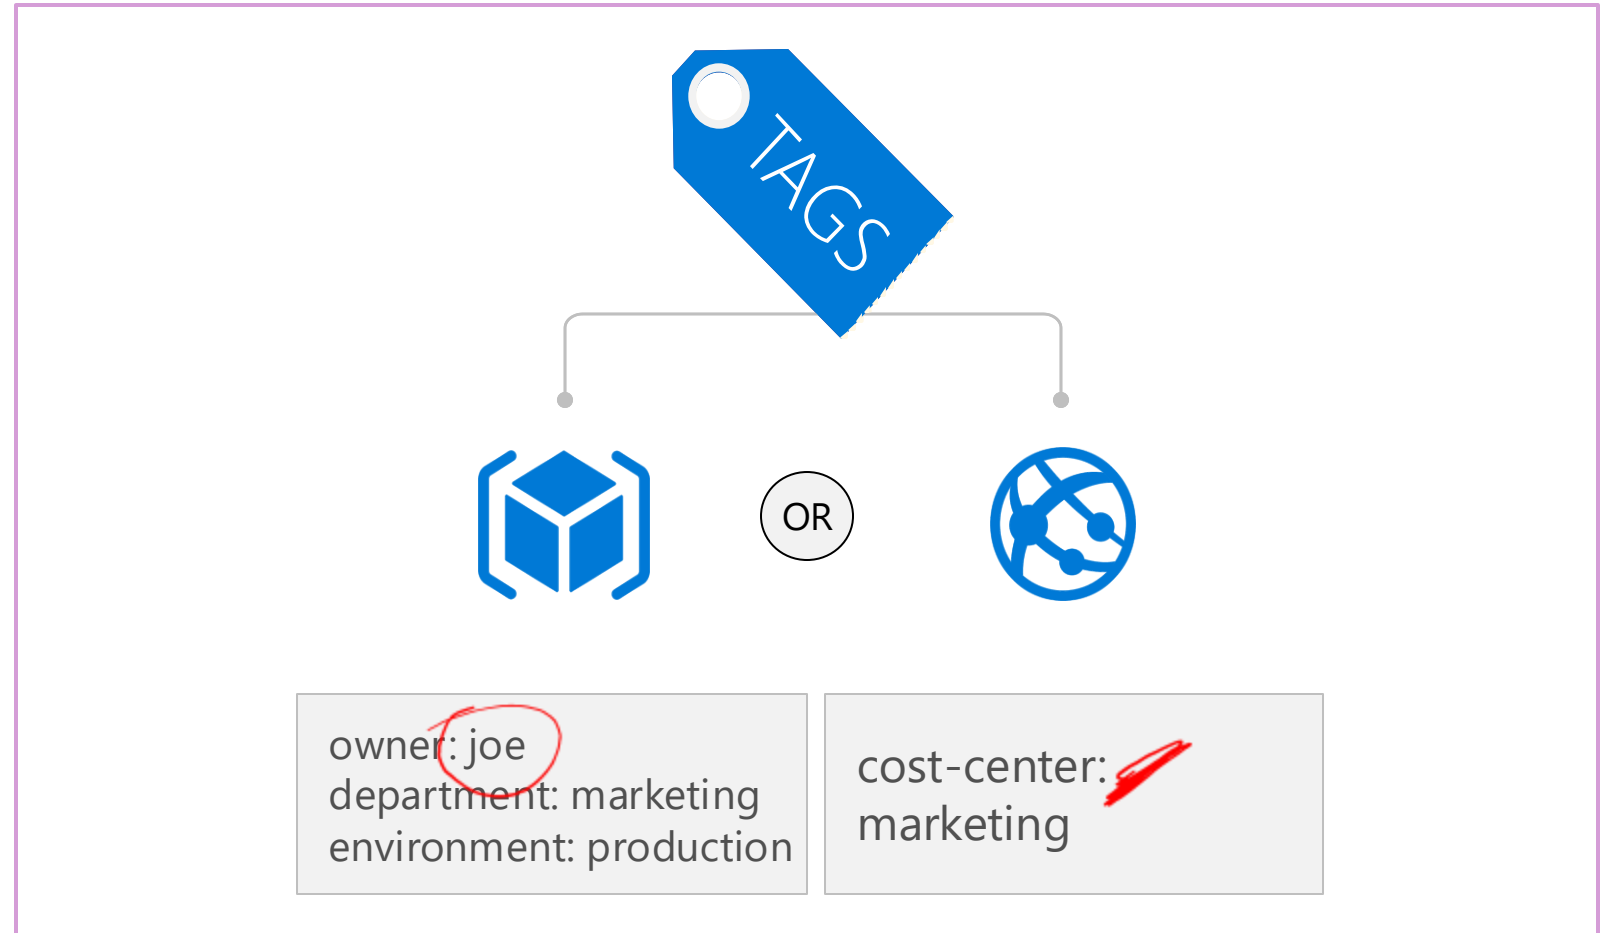 TAGS
OR
owner: joe
department: marketing
environment: production
cost-center:
marketing